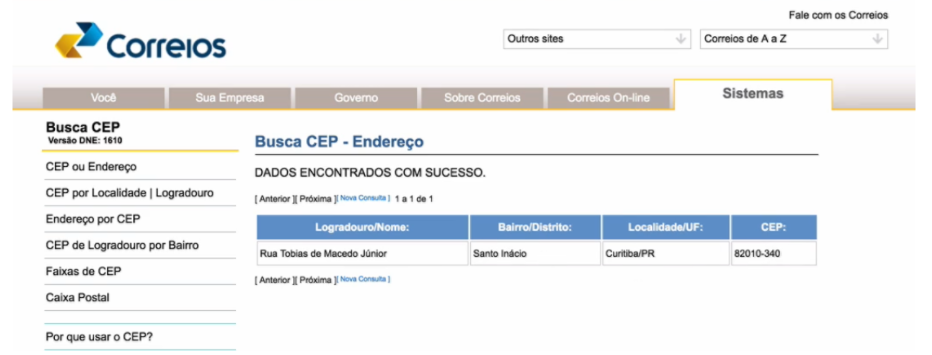 Fale com os Correios
Correios
Outros sites
Correios de A a Z
Você
Sua Empresa
Governo
Sobre Correios
Correios On-line
Sistemas
Busca CEP
Versão DNE: 1610
CEP ou Endereço
CEP por Localidade | Logradouro
Endereço por CEP
CEP de Logradouro por Bairro
Faixas de CEP
Caixa Postal
Por que usar o CEP?
Busca CEP - Endereço
DADOS ENCONTRADOS COM SUCESSO.
[ Anterior ][ Próxima ][ Nova Consulta ] 1 a 1 de 1
Logradouro/Nome: Bairro/Distrito: Localidade/UF: CEP:
Rua Tobias de Macedo Júnior Santo Inácio Curitiba/PR 82010-340
[ Anterior ][ Próxima ][ Nova Consulta ]